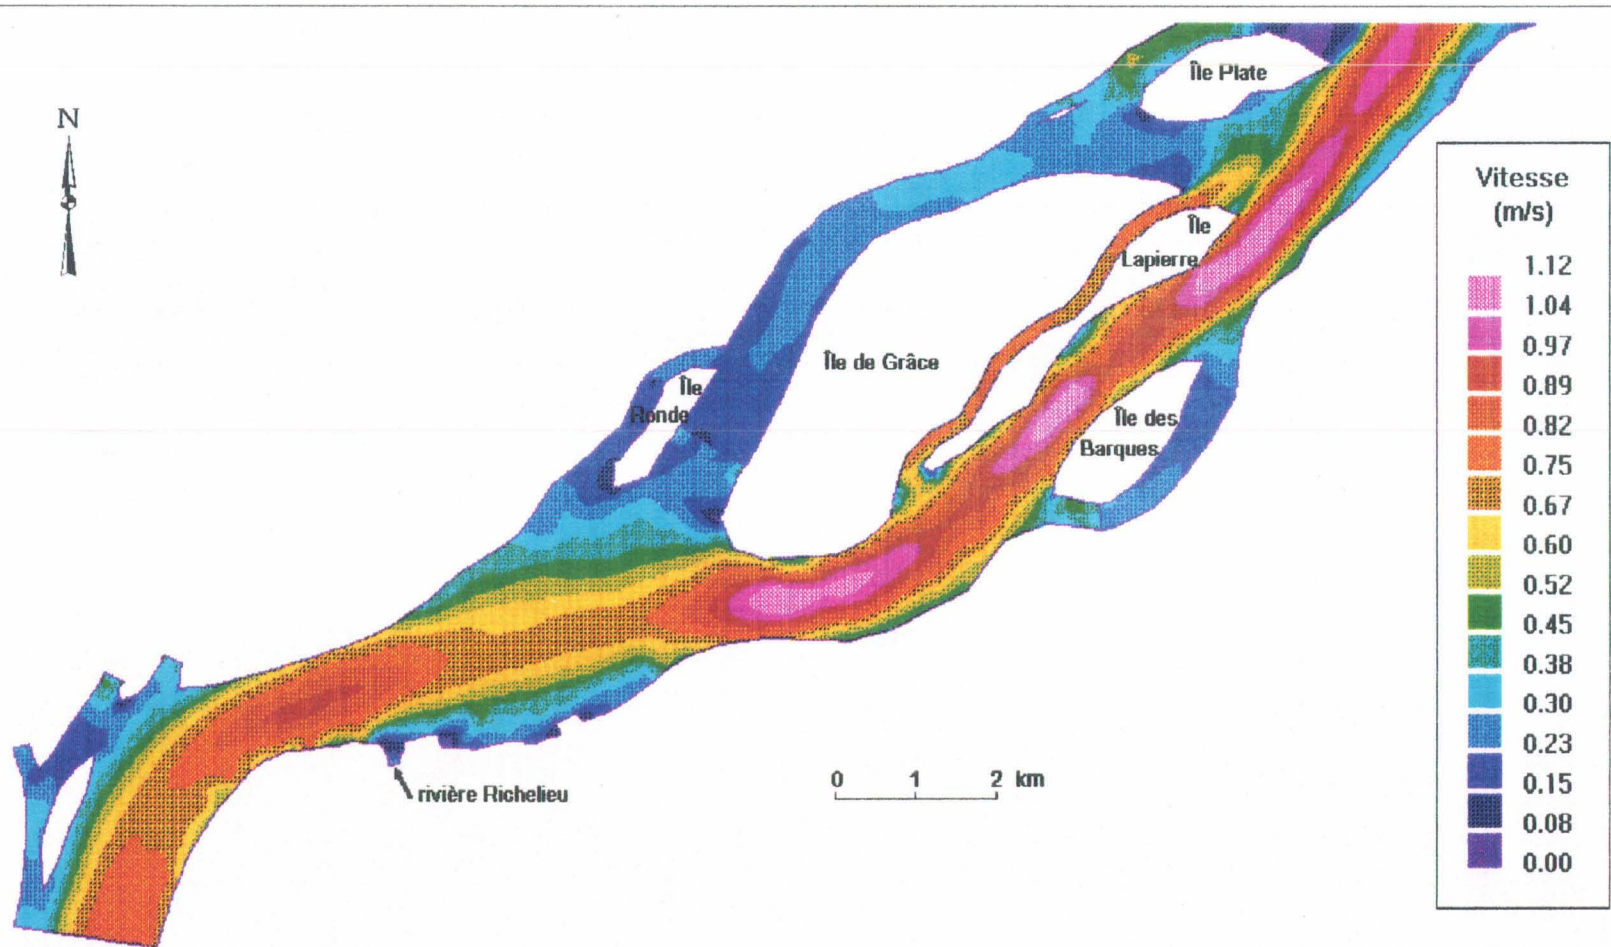 N
Île Plate
Île
Lapierre
Île de Grâce
Île
Ronde
Île des
Barques
rivière Richelieu
0 1 2 km
Vitesse
(m/s)
1.12
1.04
0.97
0.89
0.82
0.75
0.67
0.60
0.52
0.45
0.38
0.30
0.23
0.15
0.08
0.00